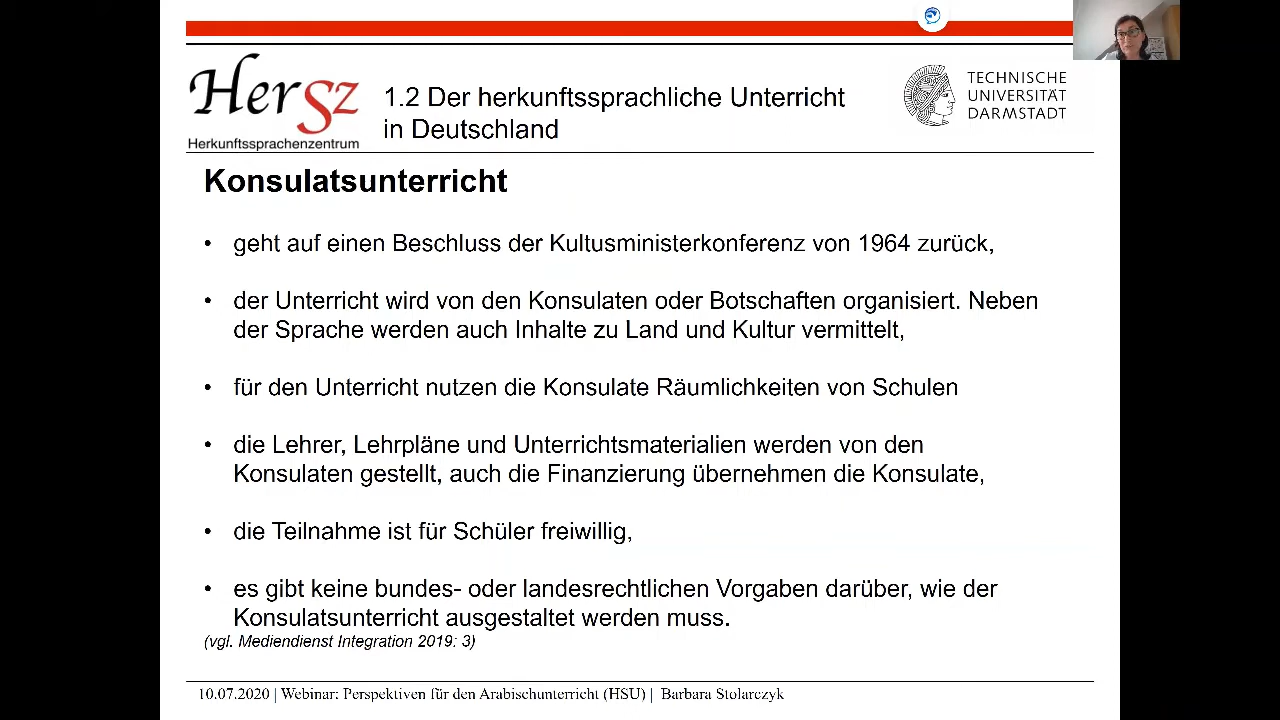 HerSZ
Herkunftssprachenzentrum
1.2 Der herkunftssprachliche Unterricht
in Deutschland
TECHNISCHE
UNIVERSITÄT
DARMSTADT
Konsulatsunterricht
• geht auf einen Beschluss der Kultusministerkonferenz von 1964 zurück,
• der Unterricht wird von den Konsulaten oder Botschaften organisiert. Neben
der Sprache werden auch Inhalte zu Land und Kultur vermittelt,
• für den Unterricht nutzen die Konsulate Räumlichkeiten von Schulen
• die Lehrer, Lehrpläne und Unterrichtsmaterialien werden von den
Konsulaten gestellt, auch die Finanzierung übernehmen die Konsulate,
• die Teilnahme ist für Schüler freiwillig,
• es gibt keine bundes- oder landesrechtlichen Vorgaben darüber, wie der
Konsulatsunterricht ausgestaltet werden muss.
(vgl. Mediendienst Integration 2019: 3)
10.07.2020 | Webinar: Perspektiven für den Arabischunterricht (HSU) | Barbara Stolarczyk